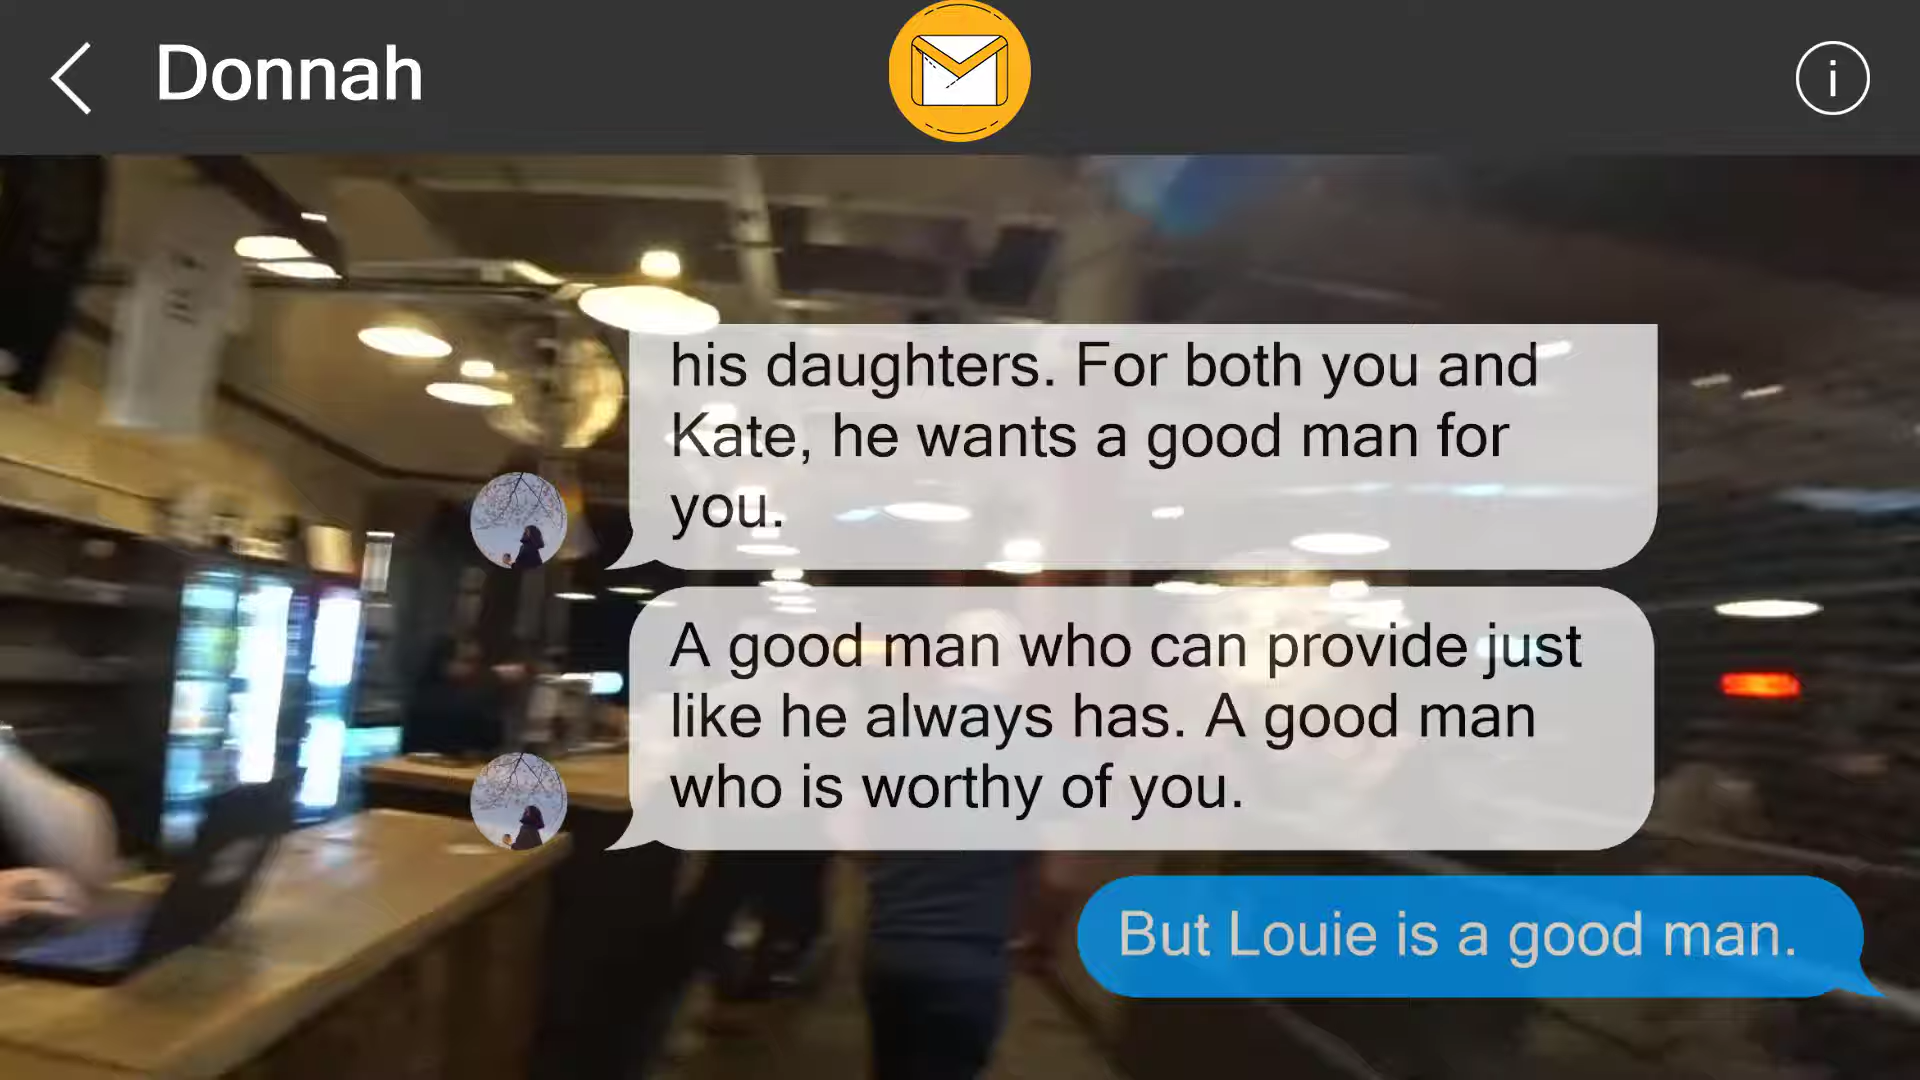 Donnah
i
his daughters. For both you and
Kate, he wants a good man for
you.
A good man who can provide just
like he always has. A good man
who is worthy of you.
But Louie is a good man.